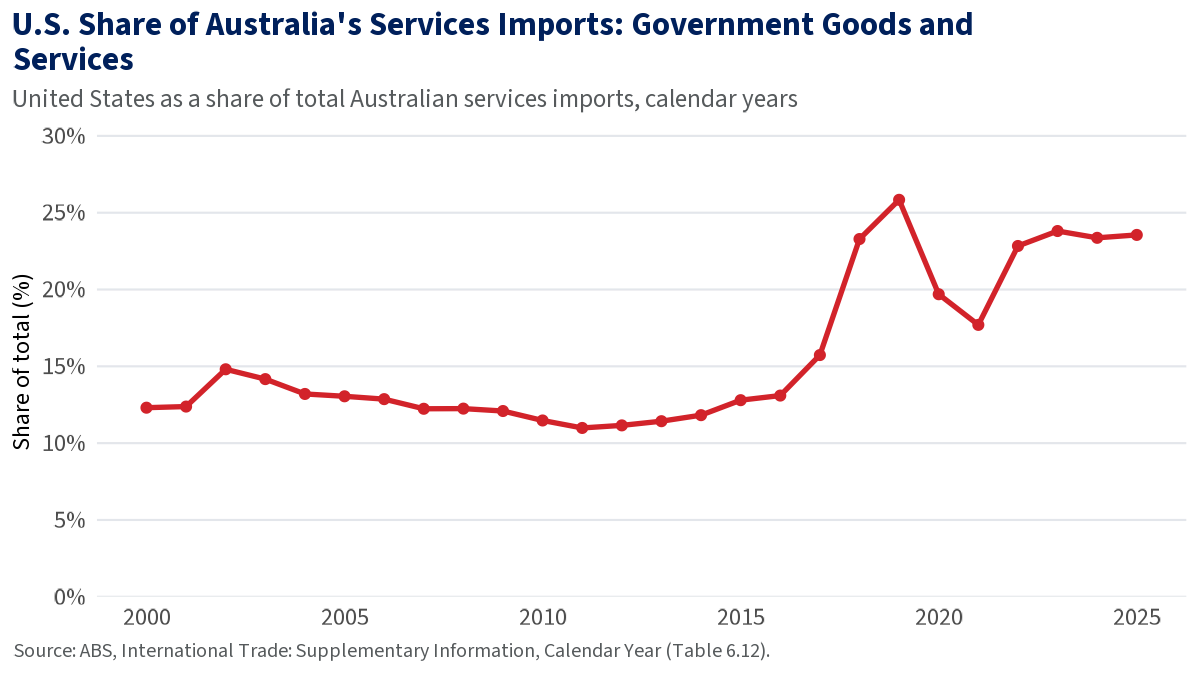 U.S. Share of Australia's Services Imports: Government Goods and
Services
United States as a share of total Australian services imports, calendar years
Share of total (%)
30%
25%
20%
15%
10%
5%
0%
2000 2005 2010 2015 2020 2025
Source: ABS, International Trade: Supplementary Information, Calendar Year (Table 6.12).